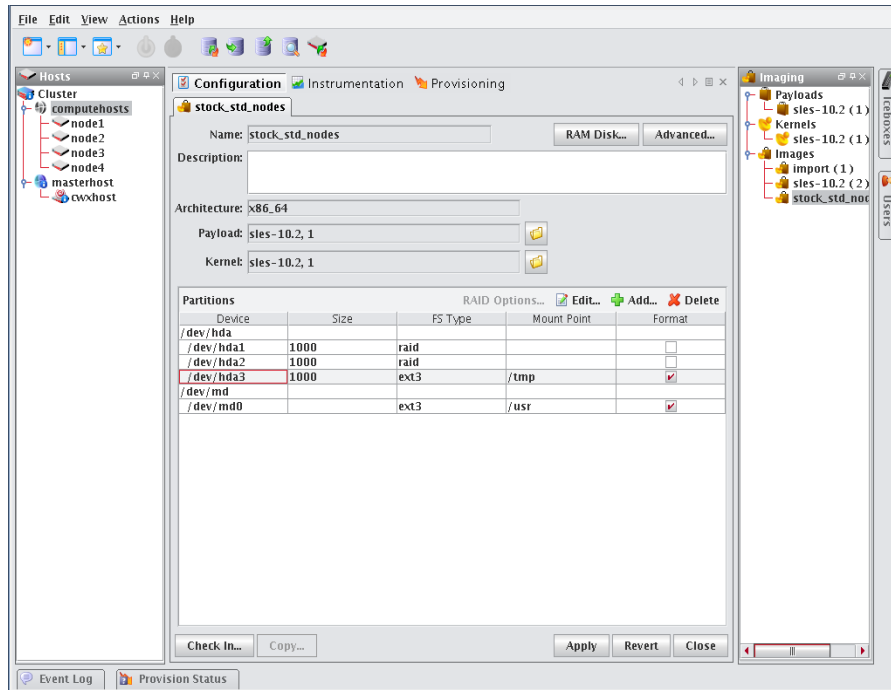 File Edit View Actions Help
Hosts
Cluster
computehosts
node1
node2
node3
node4
masterhost
cwxhost
Configuration Instrumentation Provisioning
stock_std_nodes
Name: stock_std_nodes RAM Disk... Advanced...
Description:
Architecture: x86_64
Payload: sles-10.2, 1
Kernel: sles-10.2, 1
Partitions RAID Options... Edit... Add... Delete
Device Size FS Type Mount Point Format
/dev/hda
/dev/hda1 1000 raid
/dev/hda2 1000 raid
/dev/hda3 1000 ext3 /tmp
/dev/md
/dev/md0 ext3 /usr
Check In... Copy... Apply Revert Close
Imaging
Payloads
sles-10.2 (1)
Kernels
sles-10.2 (1)
Images
import (1)
sles-10.2 (2)
stock_std_nod
Iceboxes
Users
Event Log Provision Status